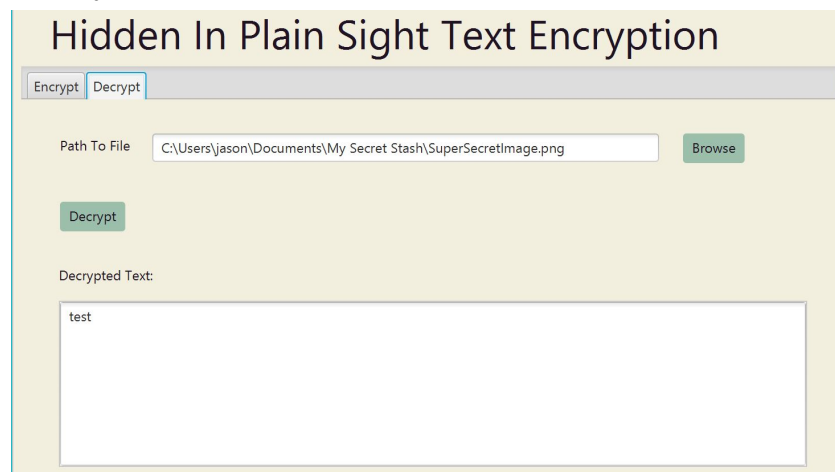 Hidden In Plain Sight Text Encryption
Encrypt Decrypt
Path To File C:\Users\jason\Documents\My Secret Stash\SuperSecretImage.png Browse
Decrypt
Decrypted Text:
test